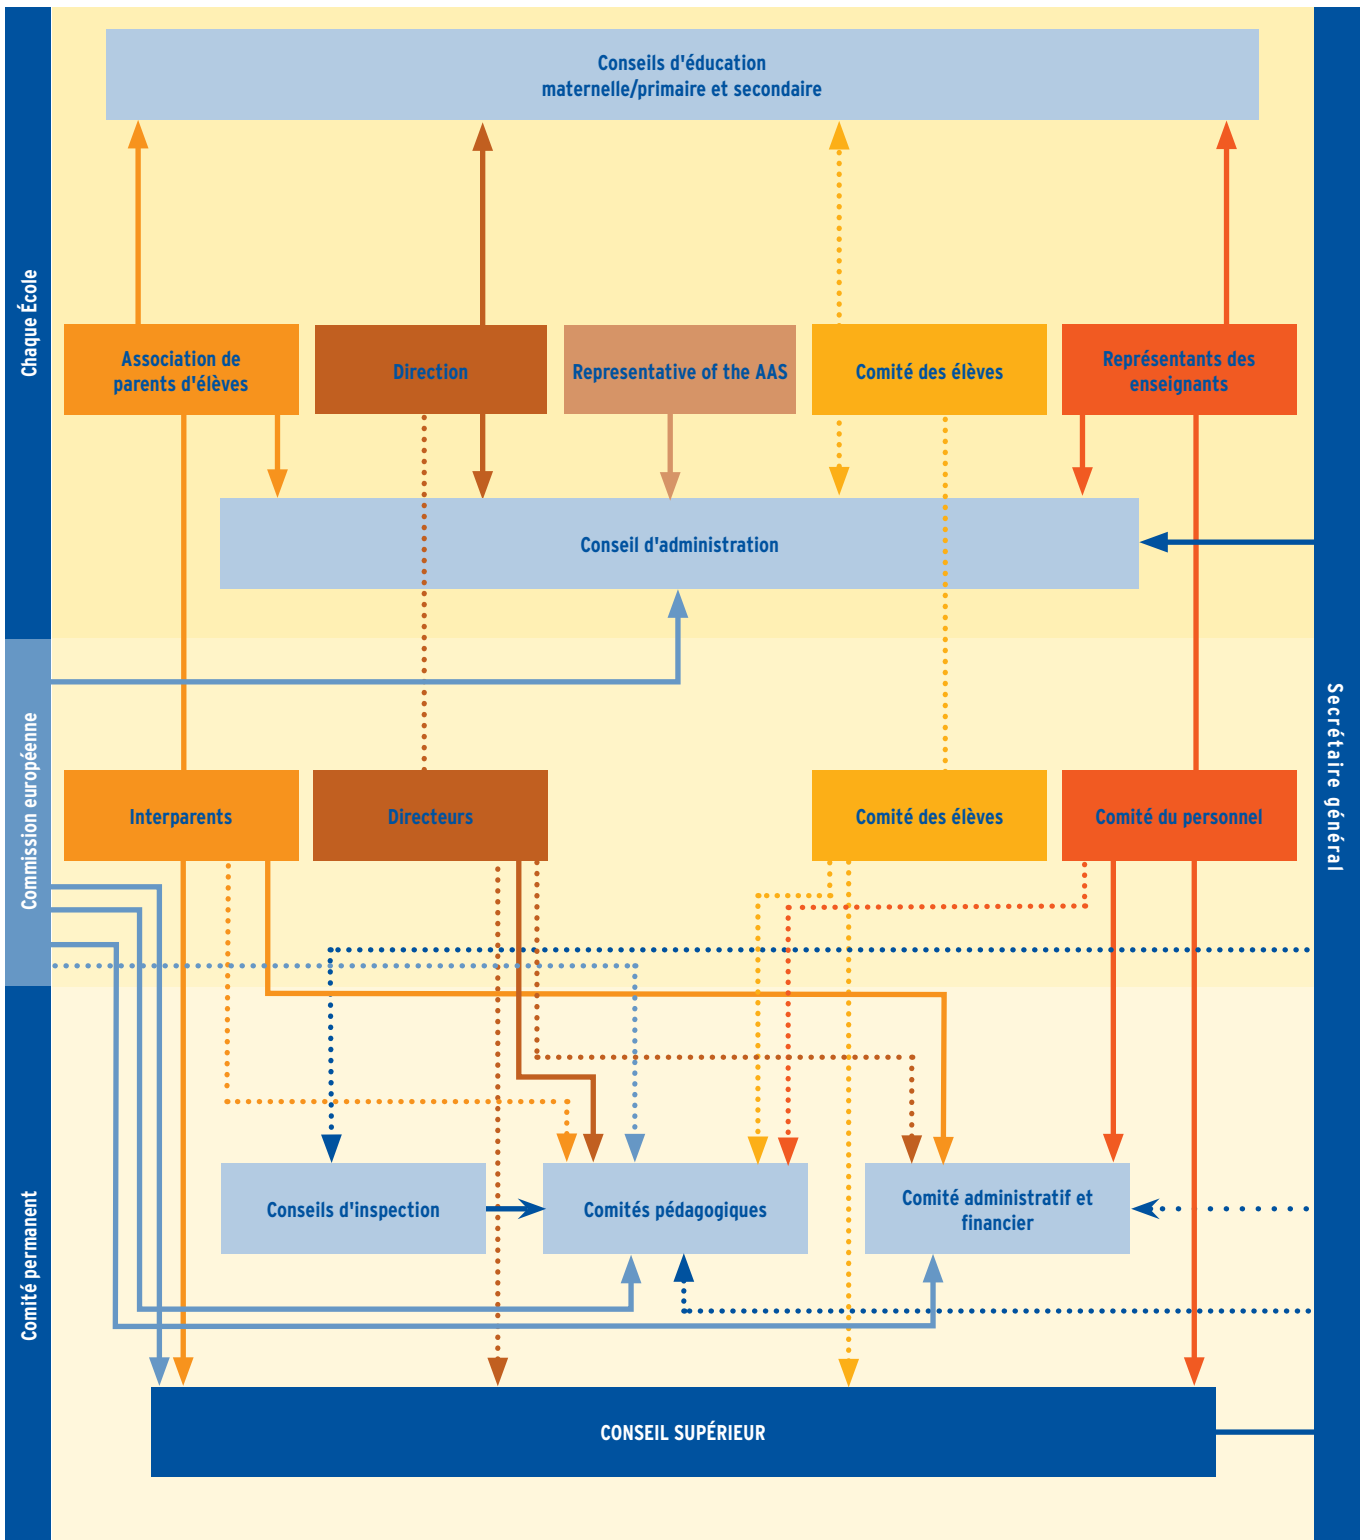 Conseils d'éducation
maternelle/primaire et secondaire
Chaque École
Association de
parents d'élèves
Direction
Representative of the AAS
Comité des élèves
Représentants des
enseignants
Conseil d'administration
Commission européenne
Secrétaire général
Interparents
Directeurs
Comité des élèves
Comité du personnel
Comité permanent
Conseils d'inspection
Comités pédagogiques
Comité administratif et
financier
CONSEIL SUPÉRIEUR